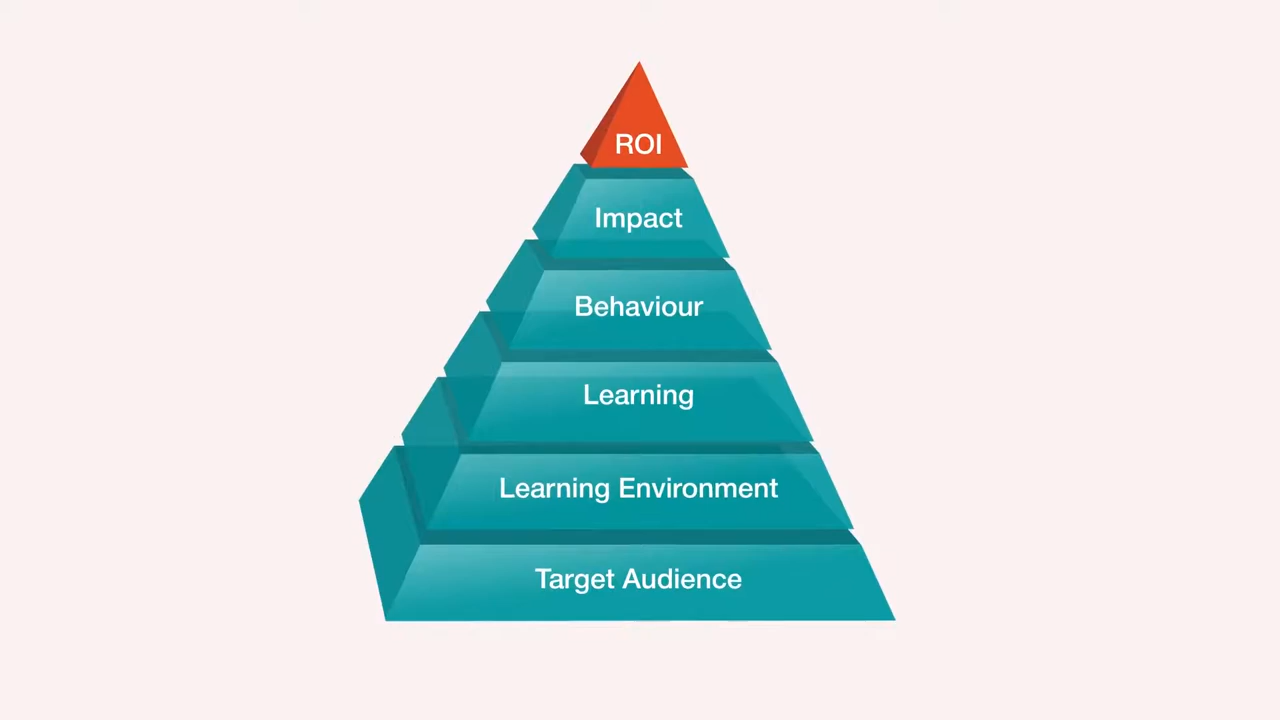 ROI
Impact
Behaviour
Learning
Learning Environment
Target Audience